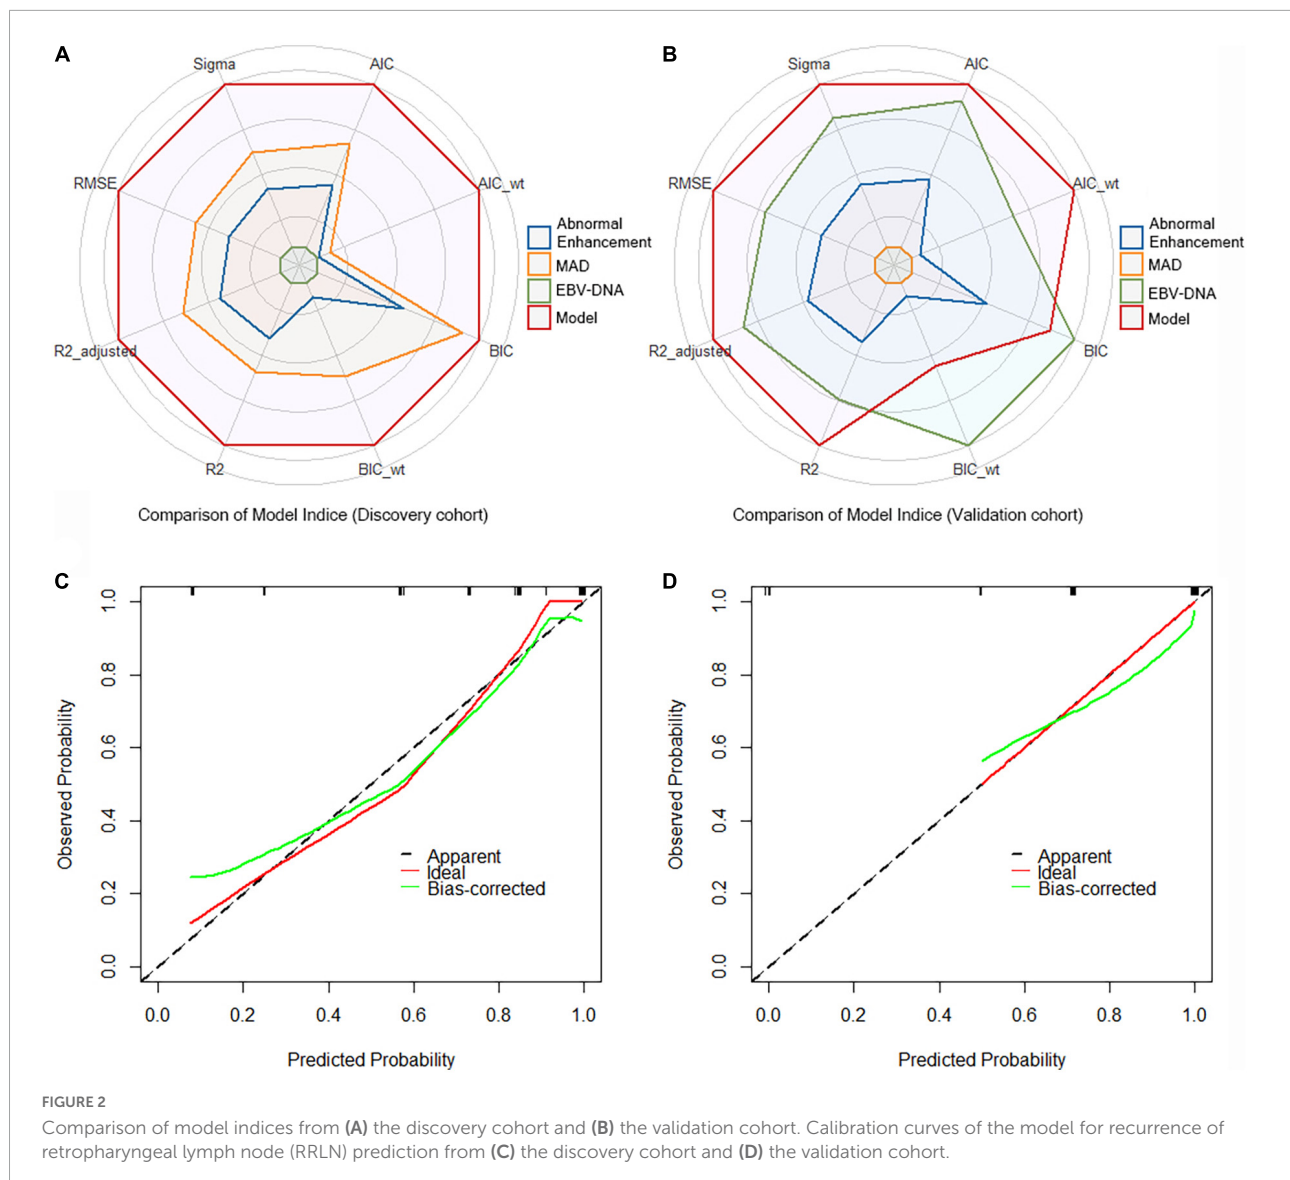 A
Sigma
AIC
RMSE
AIC_wt
R2_adjusted
BIC
R2
BIC_wt
Abnormal
Enhancement
MAD
EBV-DNA
Model
Comparison of Model Indice (Discovery cohort)
B
Sigma
AIC
RMSE
AIC_wt
R2_adjusted
BIC
R2
BIC_wt
Abnormal
Enhancement
MAD
EBV-DNA
Model
Comparison of Model Indice (Validation cohort)
C
Observed Probability
1.0
0.8
0.6
0.4
0.2
0.0
Apparent
Ideal
Bias-corrected
0.0 0.2 0.4 0.6 0.8 1.0
Predicted Probability
D
Observed Probability
1.0
0.8
0.6
0.4
0.2
0.0
Apparent
Ideal
Bias-corrected
0.0 0.2 0.4 0.6 0.8 1.0
Predicted Probability
FIGURE 2
Comparison of model indices from (A) the discovery cohort and (B) the validation cohort. Calibration curves of the model for recurrence of
retropharyngeal lymph node (RRLN) prediction from (C) the discovery cohort and (D) the validation cohort.